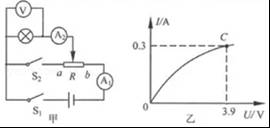 V
A₂
S₂
a R b
A₁
S₁
甲
I/A
C
0.3
0
3.9
U/V
乙